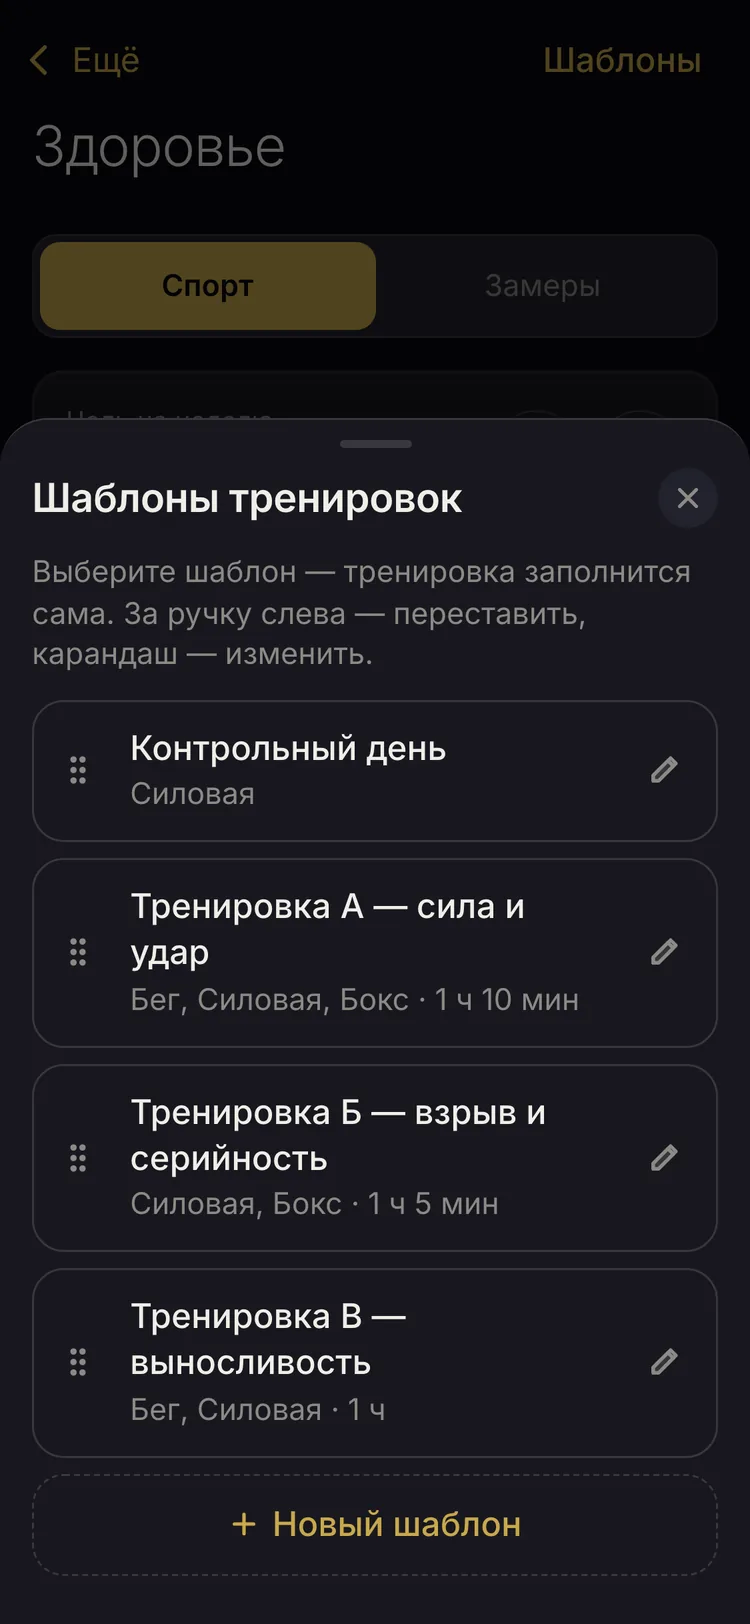 Ещё
Шаблоны
Здоровье
Спорт
Замеры
Шаблоны тренировок
Выберите шаблон — тренировка заполнится
сама. За ручку слева — переставить,
карандаш — изменить.
Контрольный день
Силовая
Тренировка А — сила и
удар
Бег, Силовая, Бокс · 1 ч 10 мин
Тренировка Б — взрыв и
серийность
Силовая, Бокс · 1 ч 5 мин
Тренировка В —
выносливость
Бег, Силовая · 1 ч
+ Новый шаблон